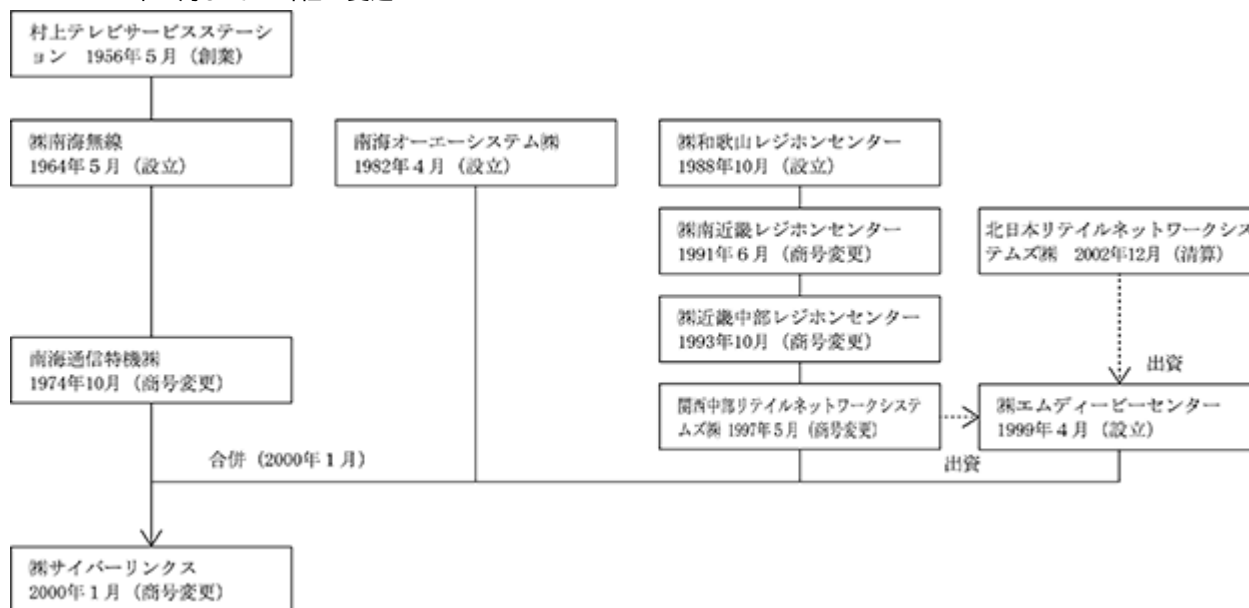 村上テレビサービスステーシ
ョン 1956年5月（創業）
㈱南海無線
1964年5月（設立）
南海オーエーシステム㈱
1982年4月（設立）
㈱和歌山レジホンセンター
1988年10月（設立）
㈱南近畿レジホンセンター
1991年6月（商号変更）
北日本リテイルネットワークシス
テムズ㈱ 2002年12月（清算）
㈱近畿中部レジホンセンター
1993年10月（商号変更）
南海通信特機㈱
1974年10月（商号変更）
出資
関西中部リテイルネットワークシステ
ムズ㈱ 1997年5月（商号変更）
㈱エムディービーセンター
1999年4月（設立）
合併（2000年1月）
出資
㈱サイバーリンクス
2000年1月（商号変更）